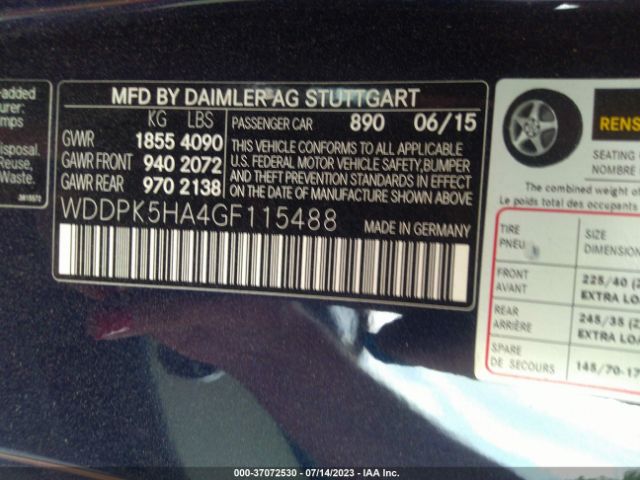 -added
urer:
mps
isposal.
Reuse,
Waste.
MFD BY DAIMLER AG STUTTGART
KG LBS
GVWR 1855 4090
GAWR FRONT 940 2072
GAWR REAR 970 2138
PASSENGER CAR 890 06/15
THIS VEHICLE CONFORMS TO ALL APPLICABLE
U.S. FEDERAL MOTOR VEHICLE SAFETY, BUMPER
AND THEFT PREVENTION STANDARDS IN EFFECT
ON THE DATE OF MANUFACTURE SHOWN ABOVE.
WDDPK5HA4GF115488
MADE IN GERMANY
RENS
SEATING
NOMBRE
The combined weight o
Le poids total des occupants
TIRE
PNEU
SIZE
DIMENSION
FRONT
AVANT
225/40 (Z
EXTRA LOA
REAR
ARRIÈRE
245/35 (Z
EXTRA LOA
SPARE
DE SECOURS
145/70-17
000-37072530 - 07/14/2023 - IAA Inc.